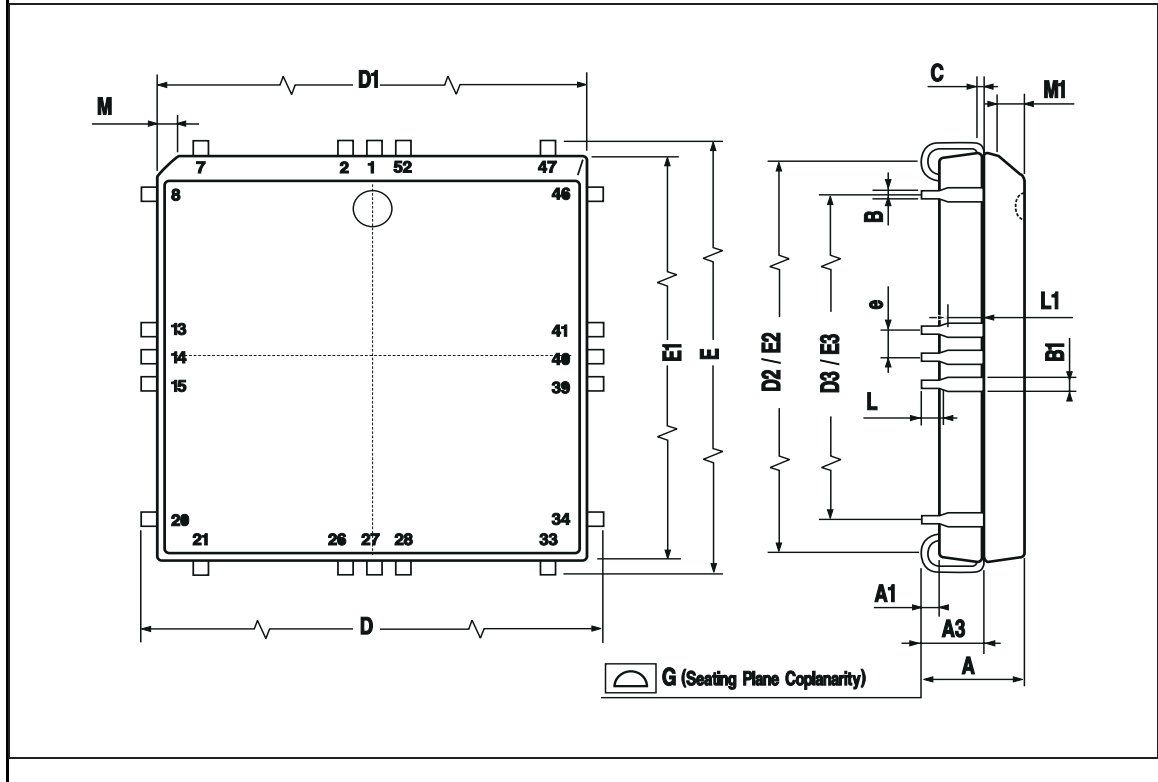 D1
M
7 2 1 52 47
8 46
13 41
14 40
15 39
20 34
21 26 27 28 33
D
E1
E
C
M1
B
e
L1
B1
D2 / E2
D3 / E3
L
A1
A3
A
G (Seating Plane Coplanarity)